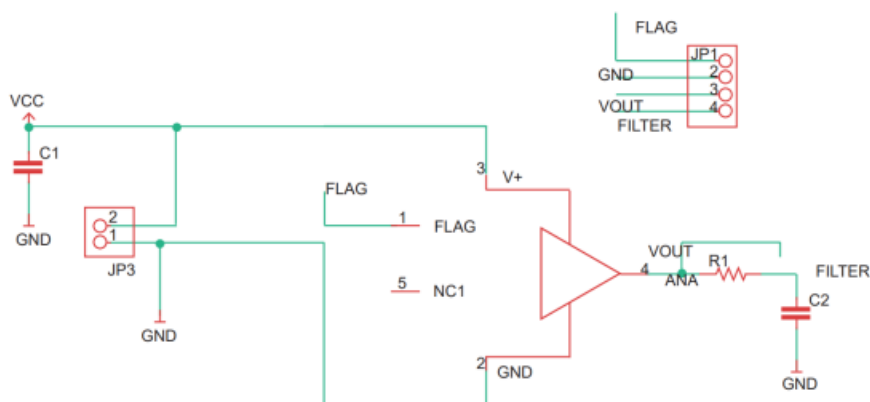 FLAG
JP1
1
GND
2
3
VOUT
4
FILTER
VCC
C1
GND
2
1
JP3
GND
FLAG
1
FLAG
5
NC1
3
V+
4
VOUT
ANA
R1
FILTER
C2
GND
2
GND